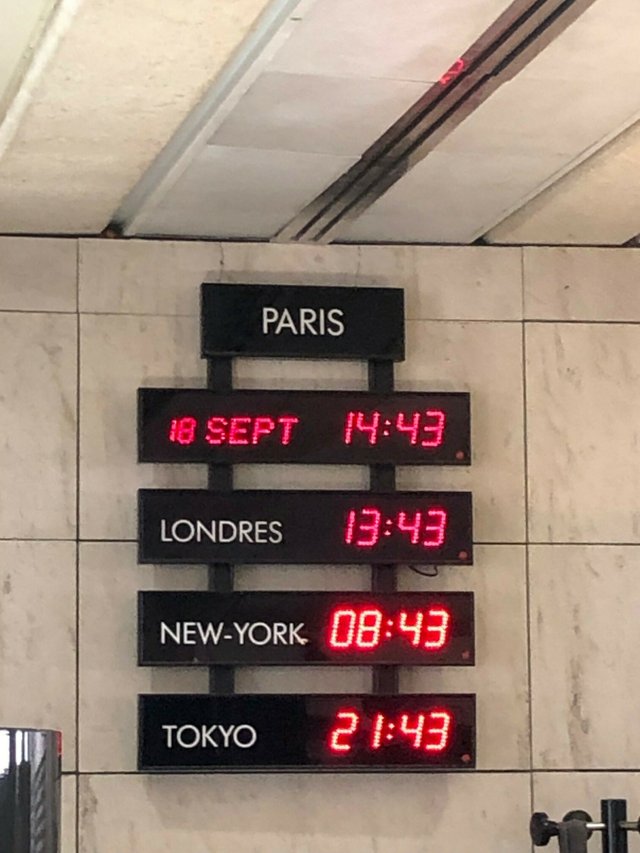 PARIS
18 SEPT 14:43
LONDRES 13:43
NEW-YORK 08:43
TOKYO 21:43